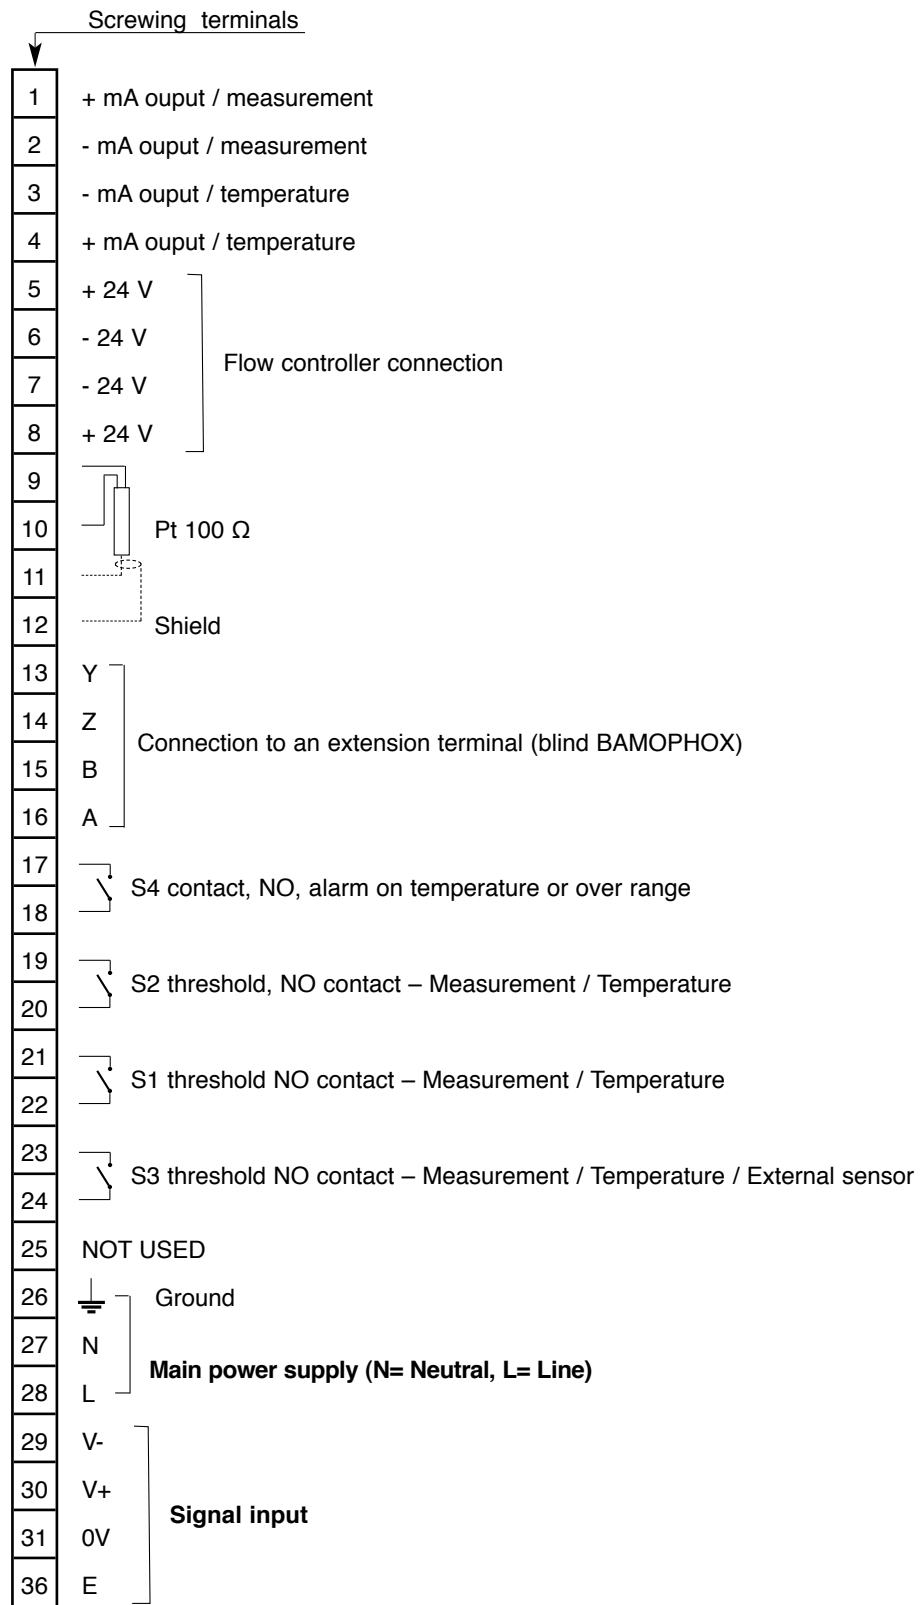 Screwing terminals
1 + mA ouput / measurement
2 - mA ouput / measurement
3 - mA ouput / temperature
4 + mA ouput / temperature
5 + 24 V
6 - 24 V
Flow controller connection
7 - 24 V
8 + 24 V
9
10 Pt 100 Ω
11
12 Shield
13 Y
14 Z
Connection to an extension terminal (blind BAMOPHOX)
15 B
16 A
17
S4 contact, NO, alarm on temperature or over range
18
19
S2 threshold, NO contact – Measurement / Temperature
20
21
S1 threshold NO contact – Measurement / Temperature
22
23
S3 threshold NO contact – Measurement / Temperature / External sensor
24
25 NOT USED
26 Ground
27 N
Main power supply (N= Neutral, L= Line)
28 L
29 V-
30 V+
Signal input
31 0V
36 E